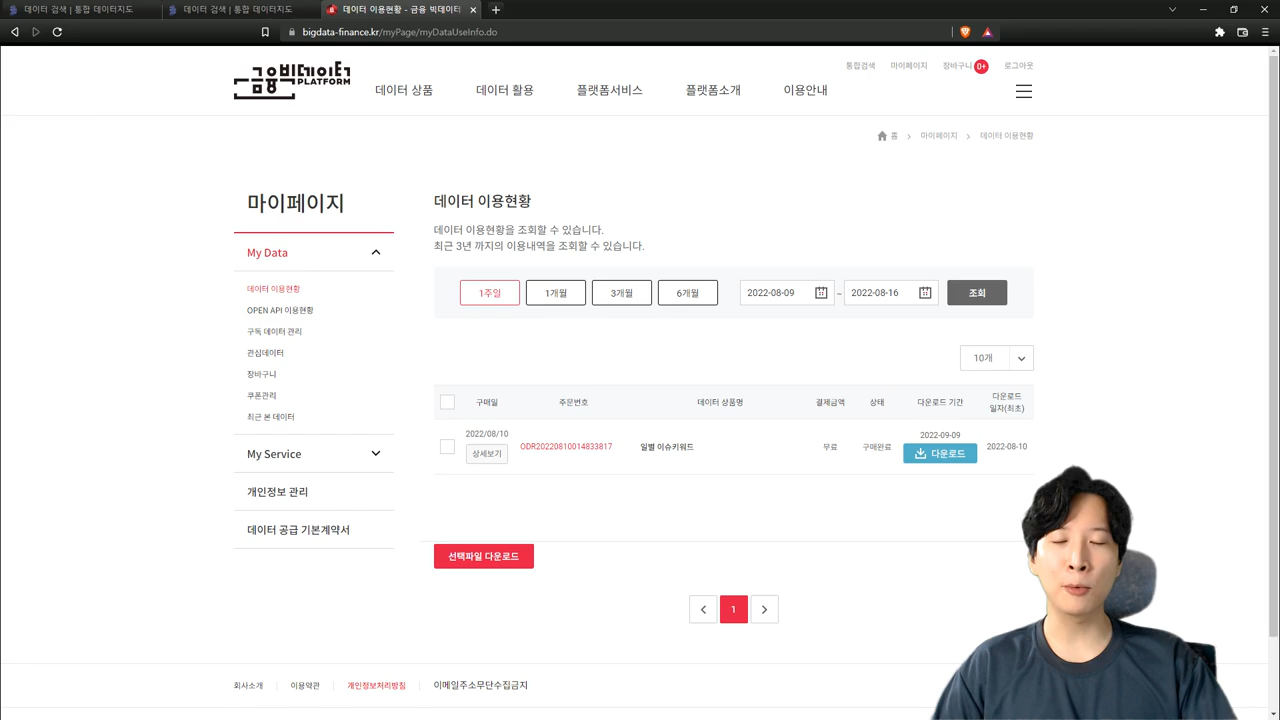 데이터 검색 | 통합 데이터지도
데이터 검색 | 통합 데이터지도
데이터 이용현황 - 금융 빅데이터
bigdata-finance.kr/myPage/myDataUseInfo.do
금융빅데이터
PLATFORM
통합검색
마이페이지
장바구니 0+
로그아웃
데이터 상품
데이터 활용
플랫폼서비스
플랫폼소개
이용안내
홈 > 마이페이지 > 데이터 이용현황
마이페이지
My Data
데이터 이용현황
OPEN API 이용현황
구독 데이터 관리
관심데이터
장바구니
쿠폰관리
최근 본 데이터
My Service
개인정보 관리
데이터 공급 기본계약서
데이터 이용현황
데이터 이용현황을 조회할 수 있습니다.
최근 3년 까지의 이용내역을 조회할 수 있습니다.
1주일
1개월
3개월
6개월
2022-08-09 ~ 2022-08-16
조회
10개
구매일
주문번호
데이터 상품명
결제금액
상태
다운로드 기간
다운로드
일자(최초)
2022/08/10
상세보기
ODR20220810014833817
일별 이슈키워드
무료
구매완료
2022-09-09
다운로드
2022-08-10
선택파일 다운로드
1
회사소개
이용약관
개인정보처리방침
이메일주소무단수집금지